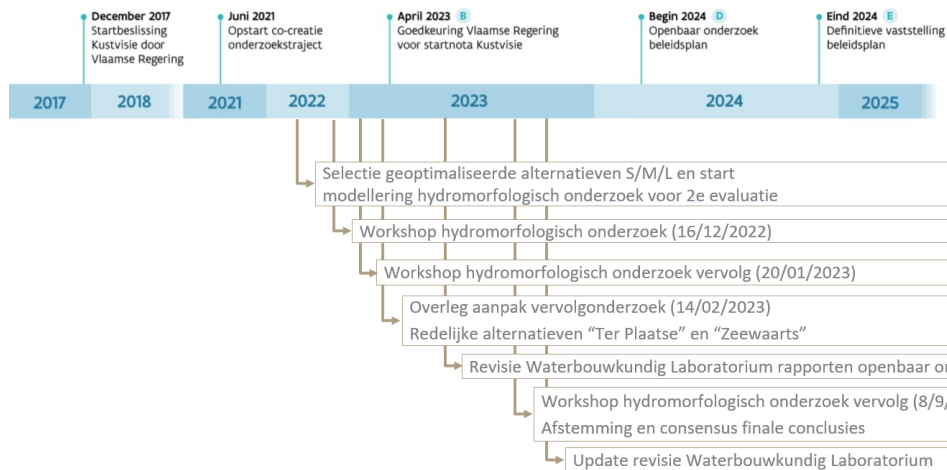 December 2017
Startbeslissing
Kustvisie door
Vlaamse Regering
Juni 2021
Opstart co-creatie
onderzoekstraject
April 2023 B
Goedkeuring Vlaamse Regering
voor startnota Kustvisie
Begin 2024 D
Openbaar onderzoek
beleidsplan
Eind 2024 E
Definitieve vaststelling
beleidsplan
2017 2018 2021 2022 2023 2024 2025
Selectie geoptimaliseerde alternatieven S/M/L en start
modellering hydromorfologisch onderzoek voor 2e evaluatie
Workshop hydromorfologisch onderzoek (16/12/2022)
Workshop hydromorfologisch onderzoek vervolg (20/01/2023)
Overleg aanpak vervolgonderzoek (14/02/2023)
Redelijke alternatieven “Ter Plaatse” en “Zeewaarts”
Revisie Waterbouwkundig Laboratorium rapporten openbaar
Workshop hydromorfologisch onderzoek vervolg (8/9/
Afstemming en consensus finale conclusies
Update revisie Waterbouwkundig Laboratorium